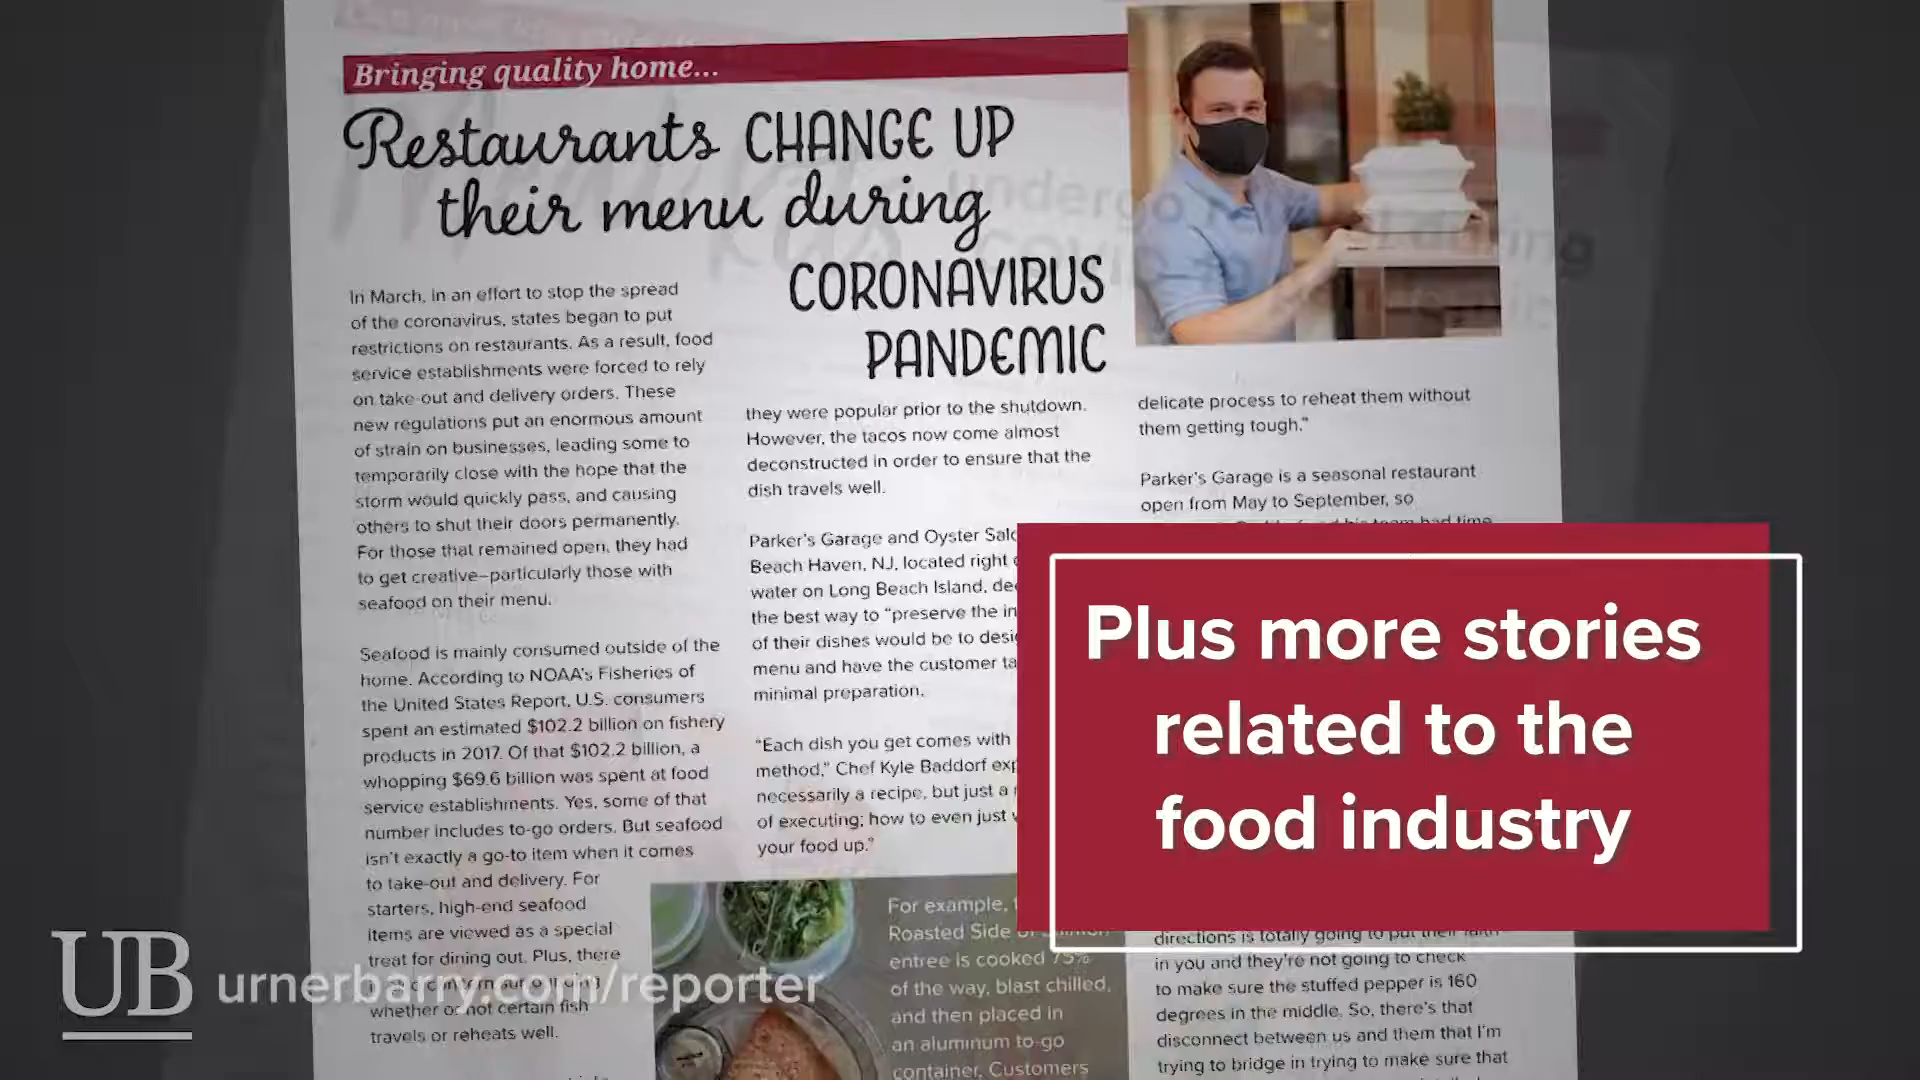 Bringing quality home...
Restaurants CHANGE UP
their menu during
CORONAVIRUS
PANDEMIC
In March, in an effort to stop the spread
of the coronavirus, states began to put
restrictions on restaurants. As a result, food
service establishments were forced to rely
on take-out and delivery orders. These
new regulations put an enormous amount
of strain on businesses, leading some to
temporarily close with the hope that the
storm would quickly pass, and causing
others to shut their doors permanently.
For those that remained open, they had
to get creative–particularly those with
seafood on their menu.
Seafood is mainly consumed outside of the
home. According to NOAA's Fisheries of
the United States Report, U.S. consumers
spent an estimated $102.2 billion on fishery
products in 2017. Of that $102.2 billion, a
whopping $69.6 billion was spent at food
service establishments. Yes, some of that
number includes to-go orders. But seafood
isn't exactly a go-to item when it comes
to take-out and delivery. For
starters, high-end seafood
items are viewed as a special
treat for dining out. Plus, there
whether or not certain fish
travels or reheats well.
they were popular prior to the shutdown.
However, the tacos now come almost
deconstructed in order to ensure that the
dish travels well.
Parker's Garage and Oyster
Beach Haven, NJ, located right
water on Long Beach Island,
the best way to "preserve the
of their dishes would be to
menu and have the customer
minimal preparation.
"Each dish you get comes with
method," Chef Kyle Baddorf
necessarily a recipe, but just a
of executing; how to even just
your food up."
For example,
Roasted Side of Salmon
entree is cooked 75%
of the way, blast chilled,
and then placed in
an aluminum to-go
container. Customers
delicate process to reheat them without
them getting tough."
Parker's Garage is a seasonal restaurant
open from May to September, so
team had time
directions is totally going to put their faith
in you and they're not going to check
to make sure the stuffed pepper is 160
degrees in the middle. So, there's that
disconnect between us and them that I'm
trying to bridge in trying to make sure that
Plus more stories
related to the
food industry
UB urnerbarry.com/reporter